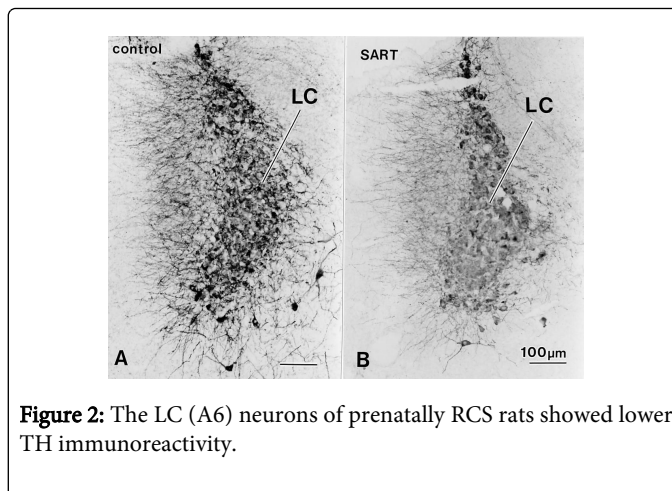 control
SART
LC
LC
A
B
100µm
Figure 2: The LC (A6) neurons of prenatally RCS rats showed lower
TH immunoreactivity.